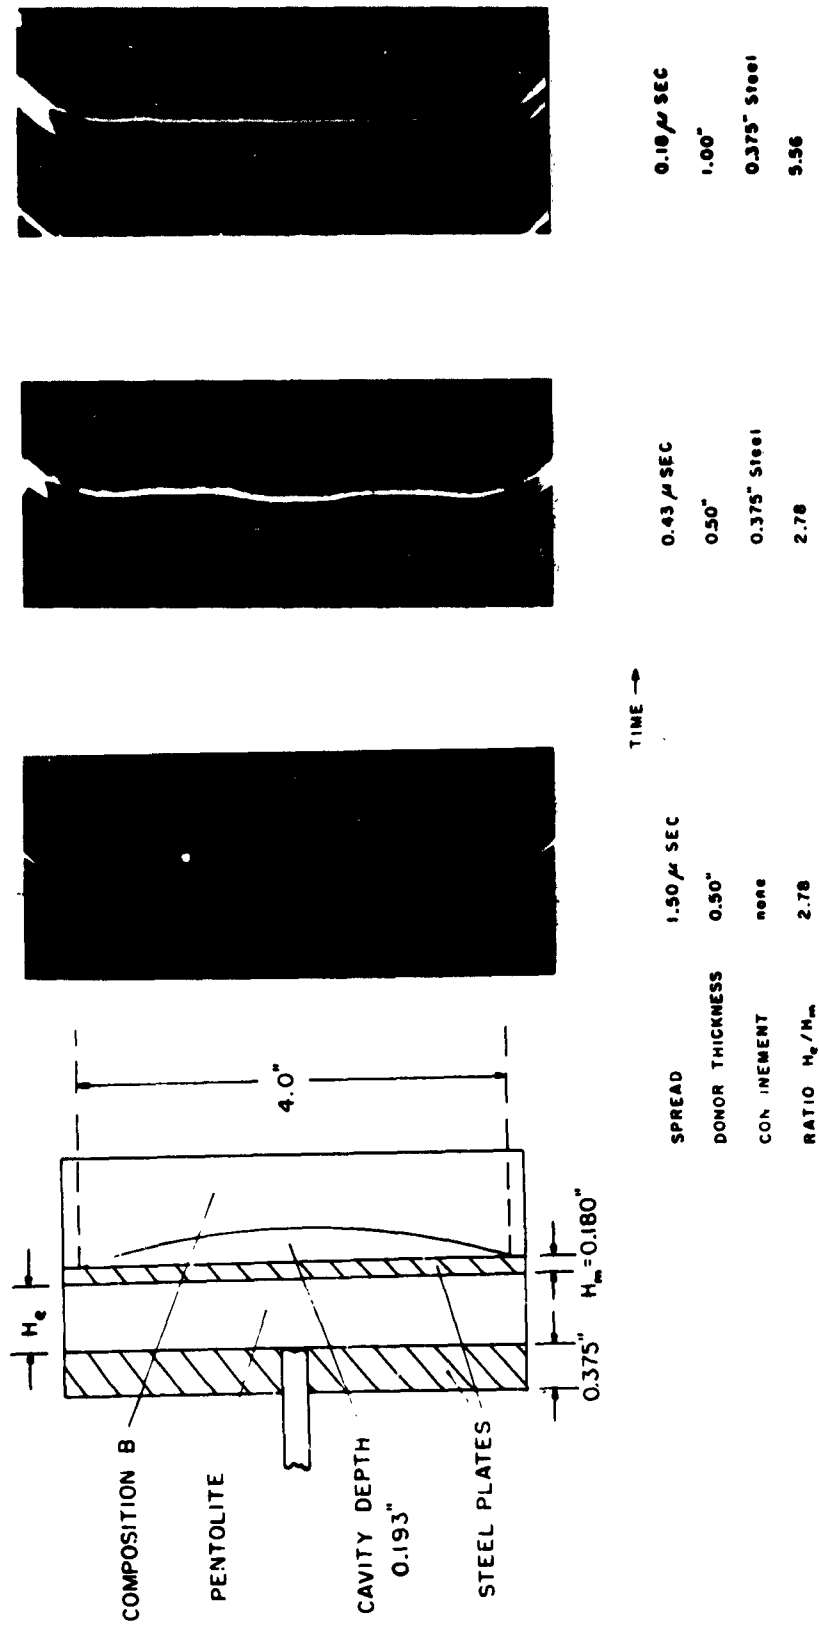 COMPOSITION B
PENTOLITE
CAVITY DEPTH
0.193"
STEEL PLATES
Hₑ
4.0"
0.375"
Hₘ = 0.180"
TIME →
SPREAD 1.50 μ SEC 0.43 μ SEC 0.18 μ SEC
DONOR THICKNESS 0.50" 0.50" 1.00"
CON INEMENT none 0.375" Steel 0.375" Steel
RATIO Hₑ/Hₘ 2.78 2.78 5.56